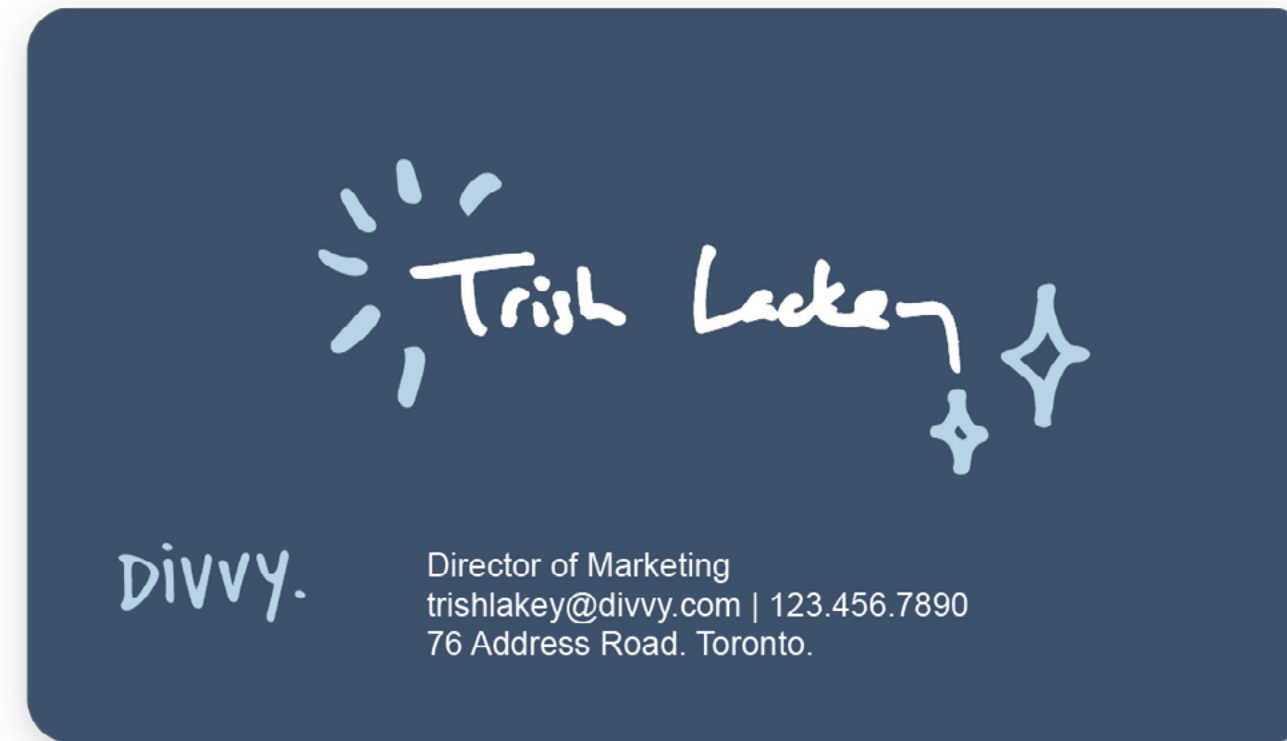 Trish Lackey
Divvy.
Director of Marketing
trishlakey@divvy.com | 123.456.7890
76 Address Road. Toronto.